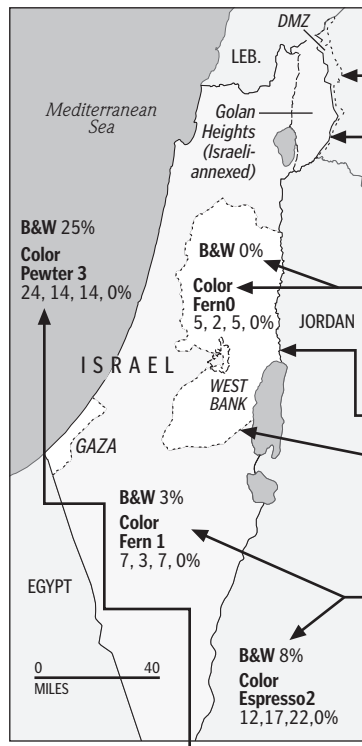 DMZ
LEB.
Mediterranean
Sea
Golan
Heights
(Israeli-
annexed)
B&W 25%
Color
Pewter 3
24, 14, 14, 0%
B&W 0%
Color
Fern0
5, 2, 5, 0%
JORDAN
ISRAEL
WEST
BANK
GAZA
B&W 3%
Color
Fern 1
7, 3, 7, 0%
EGYPT
B&W 8%
Color
Espresso2
12,17,22,0%
0 40
MILES